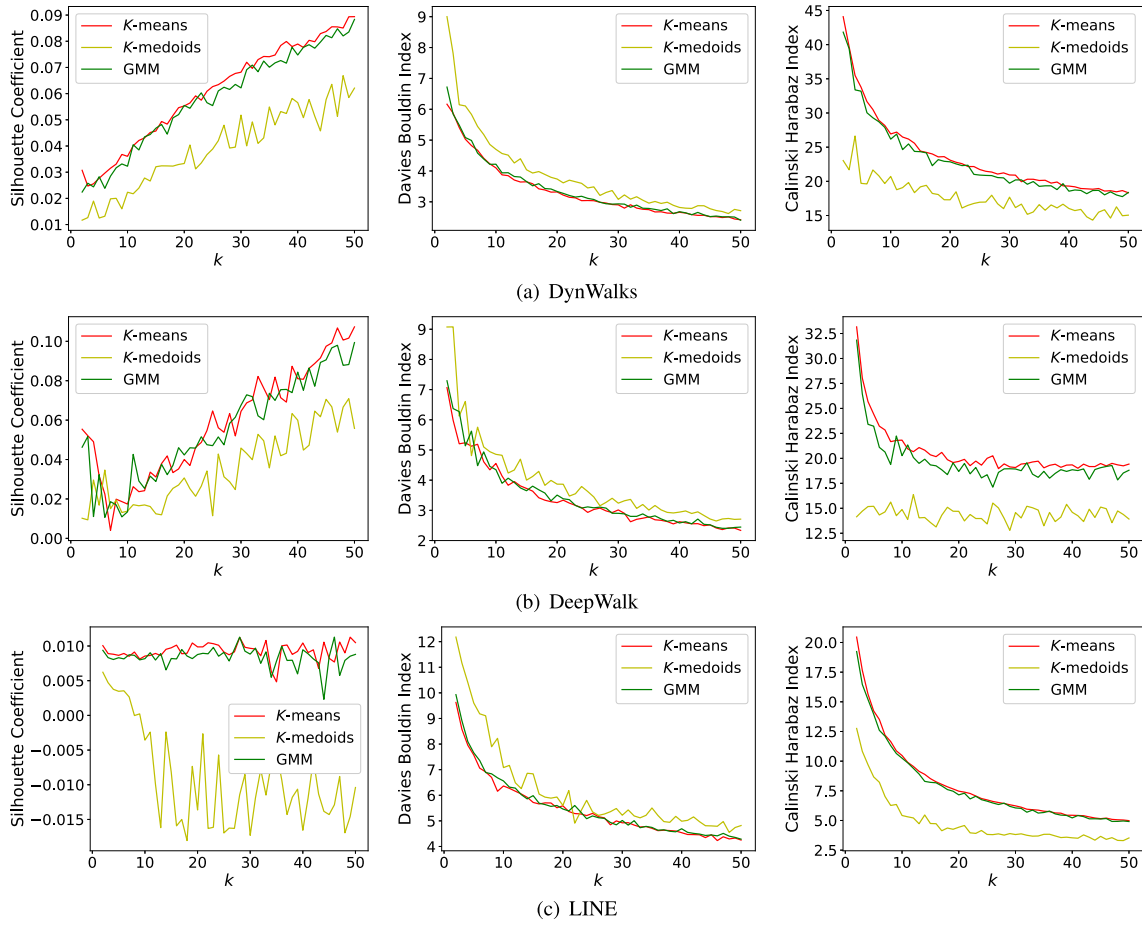 Silhouette Coefficient
0.09
0.08
0.07
0.06
0.05
0.04
0.03
0.02
0.01
0 10 20 30 40 50
k
K-means
K-medoids
GMM
Davies Bouldin Index
9
8
7
6
5
4
3
0 10 20 30 40 50
k
K-means
K-medoids
GMM
Calinski Harabaz Index
45
40
35
30
25
20
15
0 10 20 30 40 50
k
K-means
K-medoids
GMM
(a) DynWalks
Silhouette Coefficient
0.10
0.08
0.06
0.04
0.02
0.00
0 10 20 30 40 50
k
K-means
K-medoids
GMM
Davies Bouldin Index
9
8
7
6
5
4
3
2
0 10 20 30 40 50
k
K-means
K-medoids
GMM
Calinski Harabaz Index
32.5
30.0
27.5
25.0
22.5
20.0
17.5
15.0
12.5
0 10 20 30 40 50
k
K-means
K-medoids
GMM
(b) DeepWalk
Silhouette Coefficient
0.010
0.005
0.000
−0.005
−0.010
−0.015
0 10 20 30 40 50
k
K-means
K-medoids
GMM
Davies Bouldin Index
12
11
10
9
8
7
6
5
4
0 10 20 30 40 50
k
K-means
K-medoids
GMM
Calinski Harabaz Index
20.0
17.5
15.0
12.5
10.0
7.5
5.0
2.5
0 10 20 30 40 50
k
K-means
K-medoids
GMM
(c) LINE